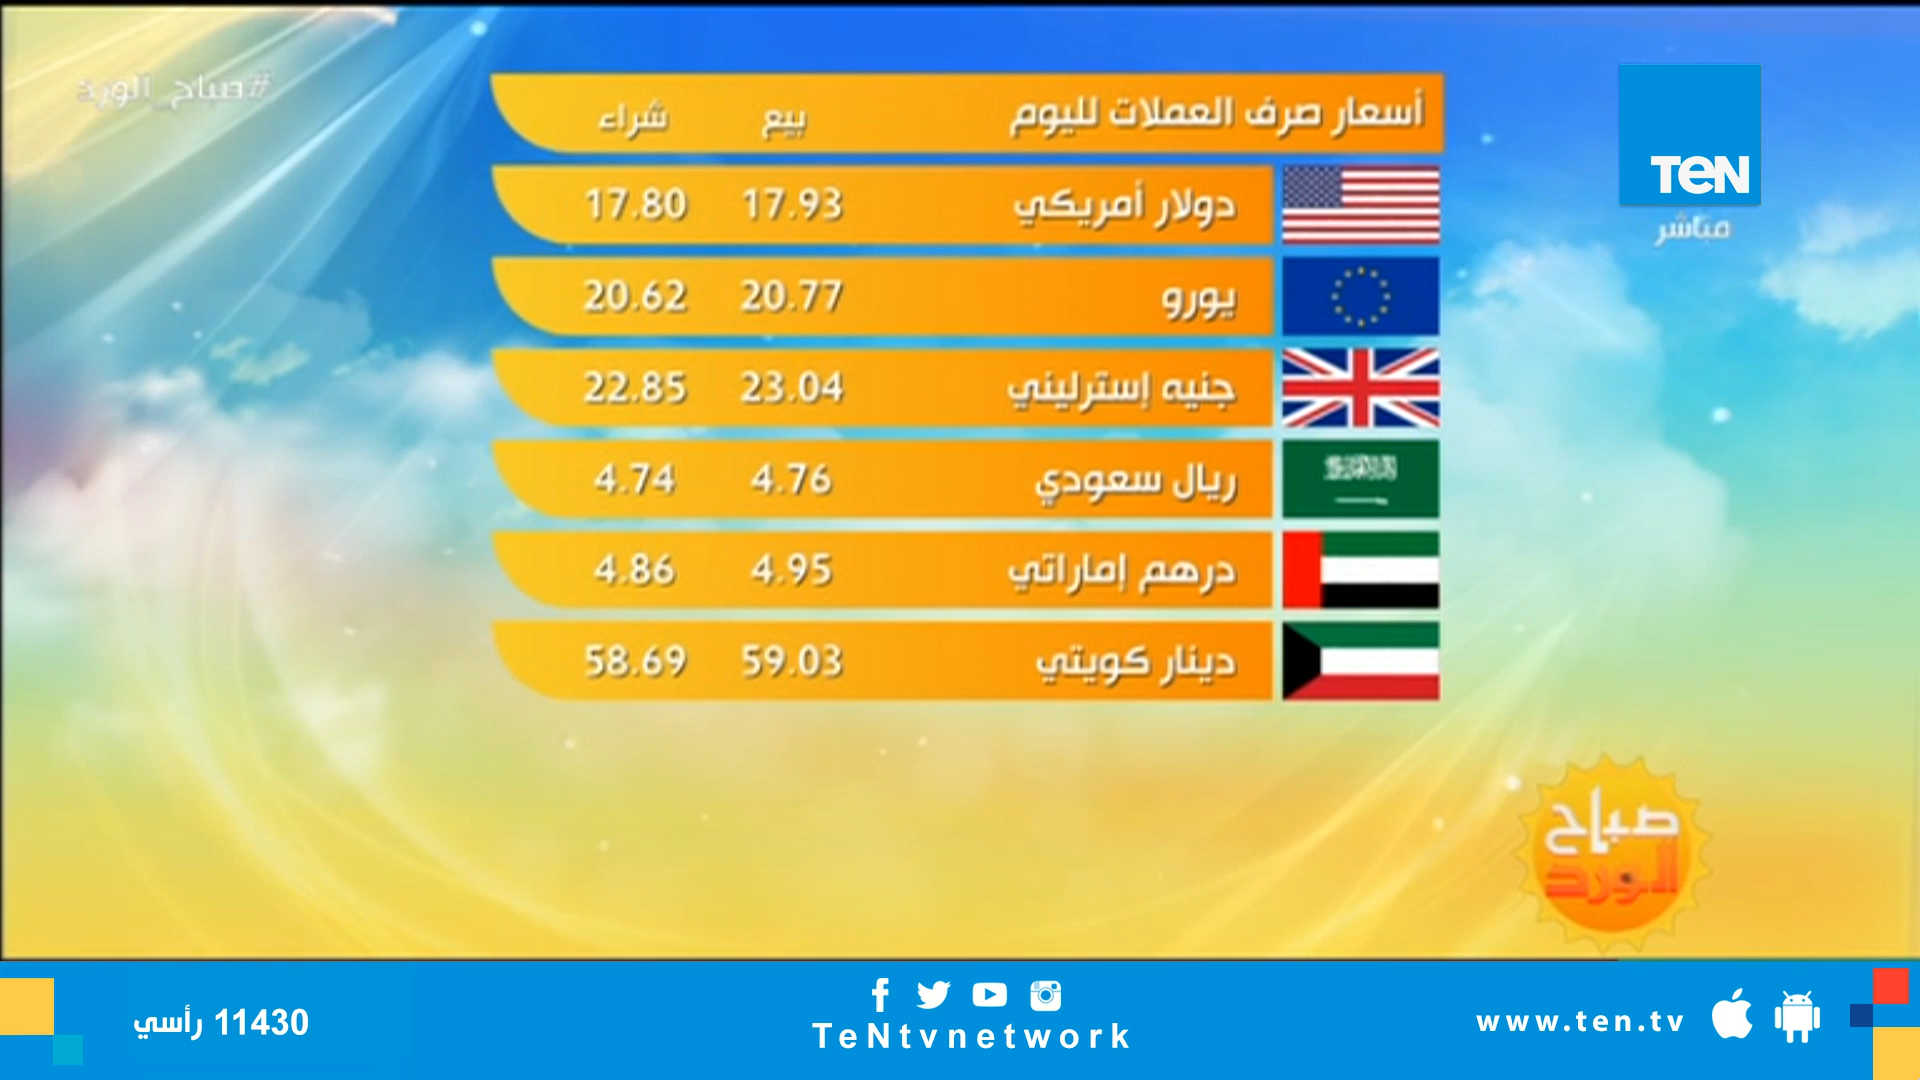 #صباح_الورد
TeN
مباشر
أسعار صرف العملات لليوم بيع شراء
دولار أمريكي 17.93 17.80
يورو 20.77 20.62
جنيه إسترليني 23.04 22.85
ريال سعودي 4.76 4.74
درهم إماراتي 4.95 4.86
دينار كويتي 59.03 58.69
صباح
الورد
11430 رأسي
TeNtvnetwork
www.ten.tv